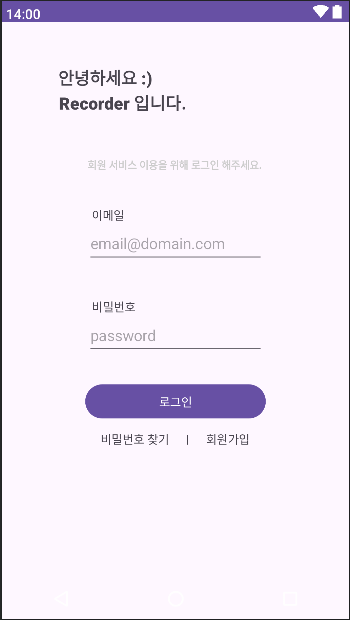 14:00
안녕하세요 :)
Recorder 입니다.
회원 서비스 이용을 위해 로그인 해주세요.
이메일
email@domain.com
비밀번호
password
로그인
비밀번호 찾기 | 회원가입